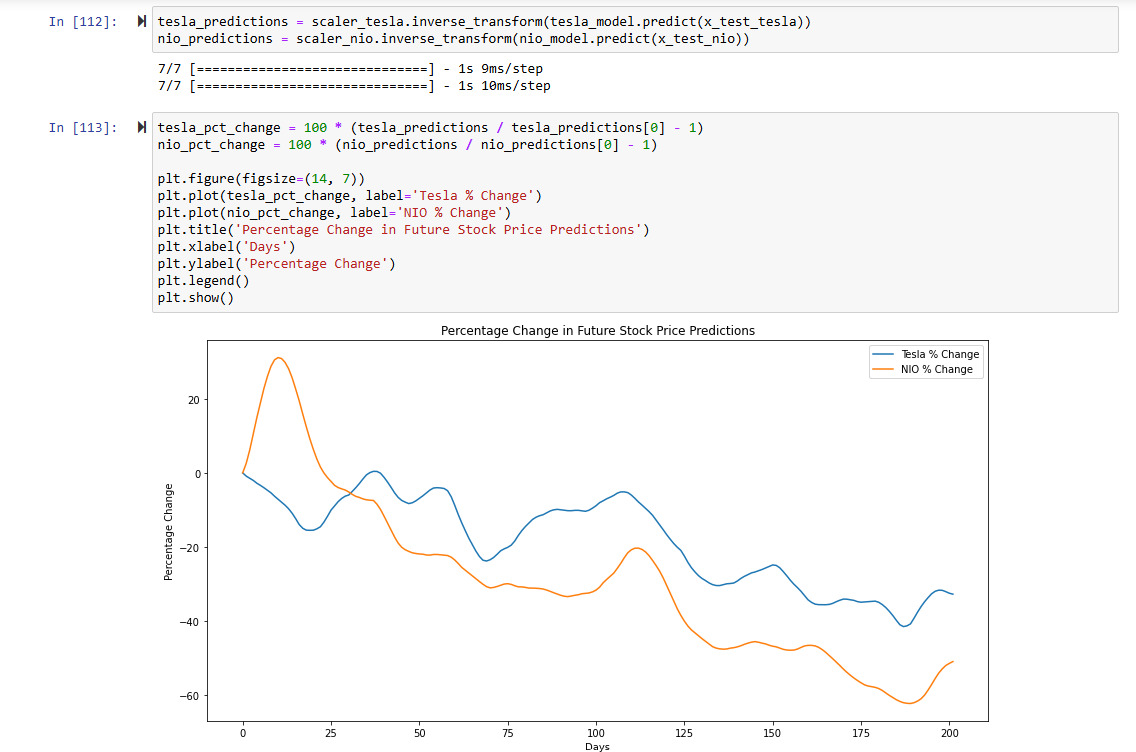 In [112]:
tesla_predictions = scaler_tesla.inverse_transform(tesla_model.predict(x_test_tesla))
nio_predictions = scaler_nio.inverse_transform(nio_model.predict(x_test_nio))
7/7 [==============================] - 1s 9ms/step
7/7 [==============================] - 1s 10ms/step
In [113]:
tesla_pct_change = 100 * (tesla_predictions / tesla_predictions[0] - 1)
nio_pct_change = 100 * (nio_predictions / nio_predictions[0] - 1)
plt.figure(figsize=(14, 7))
plt.plot(tesla_pct_change, label='Tesla % Change')
plt.plot(nio_pct_change, label='NIO % Change')
plt.title('Percentage Change in Future Stock Price Predictions')
plt.xlabel('Days')
plt.ylabel('Percentage Change')
plt.legend()
plt.show()
Percentage Change in Future Stock Price Predictions
Tesla % Change
NIO % Change
Percentage Change
20
0
−20
−40
−60
0 25 50 75 100 125 150 175 200
Days